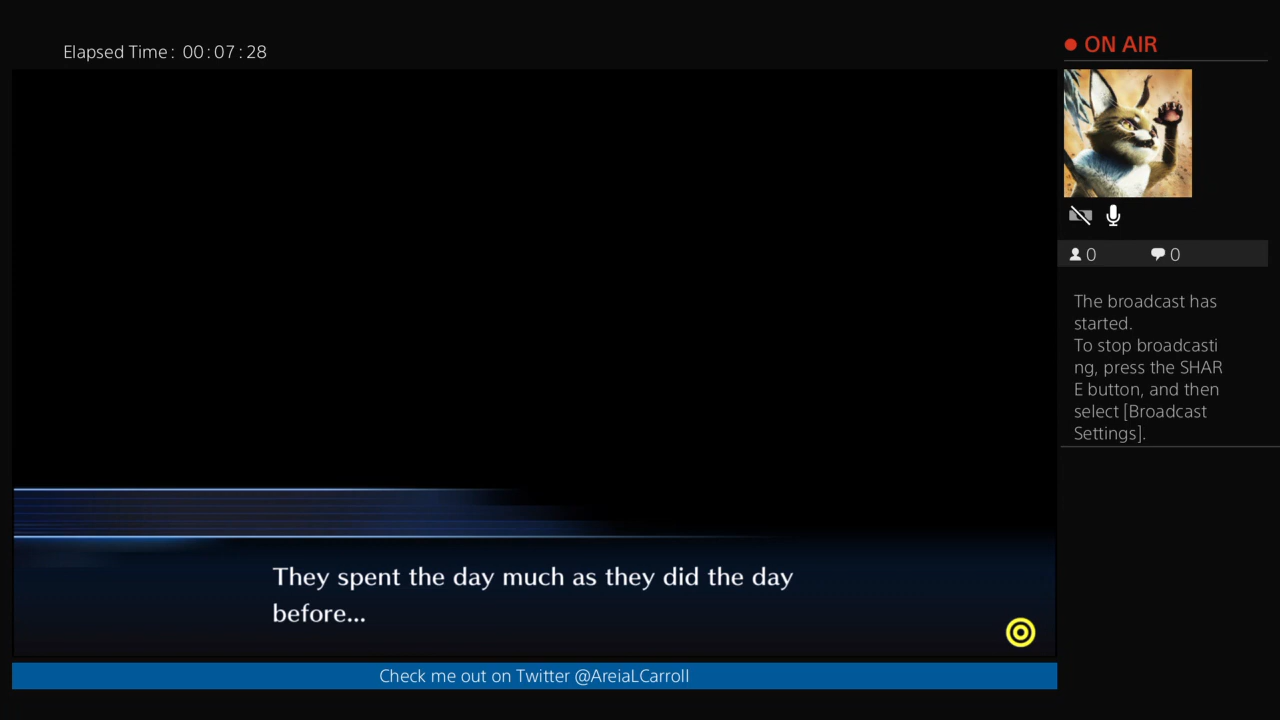 Elapsed Time: 00:07:28
ON AIR
0 0
The broadcast has
started.
To stop broadcasti
ng, press the SHAR
E button, and then
select [Broadcast
Settings].
They spent the day much as they did the day
before...
Check me out on Twitter @AreiaLCarroll